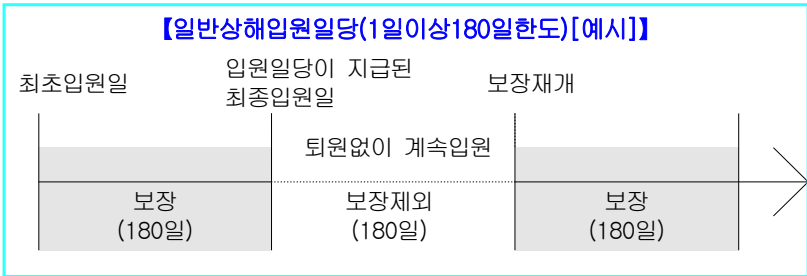 【일반상해입원일당(1일이상180일한도)[예시]】
최초입원일
입원일당이 지급된
최종입원일
보장재개
퇴원없이 계속입원
보장
(180일)
보장제외
(180일)
보장
(180일)